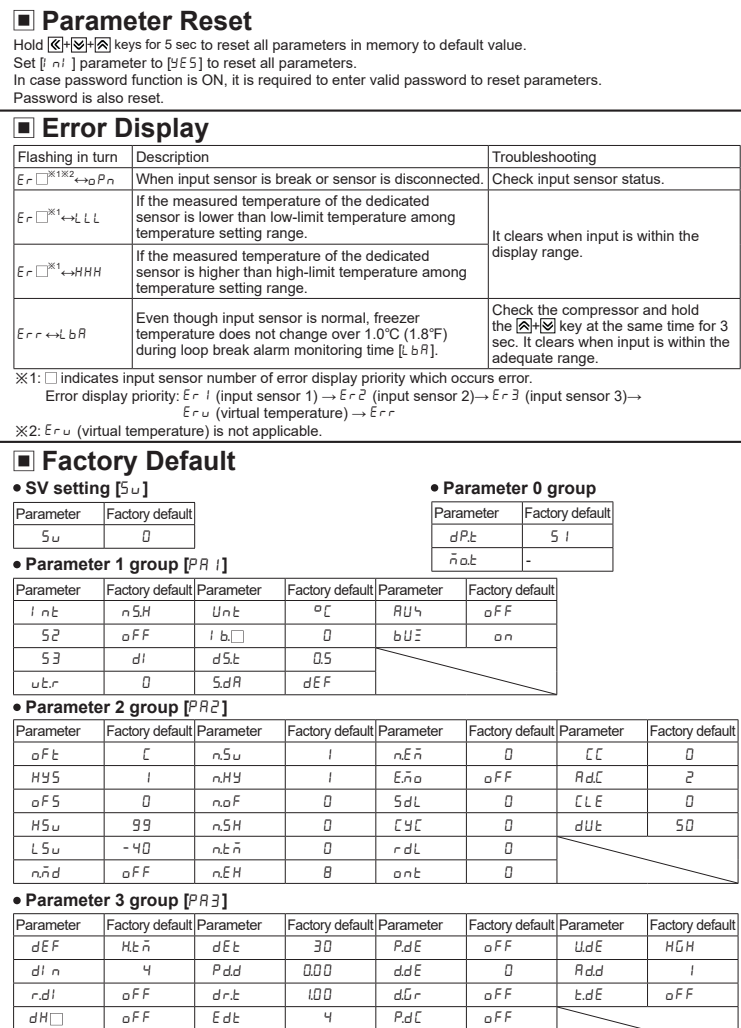 ■ Parameter Reset
Hold ≪+︾+︽ keys for 5 sec to reset all parameters in memory to default value.
Set [InI] parameter to [YES] to reset all parameters.
In case password function is ON, it is required to enter valid password to reset parameters.
Password is also reset.
■ Error Display
Flashing in turn Description Troubleshooting
Er□※1※2↔oPn When input sensor is break or sensor is disconnected. Check input sensor status.
Er□※1↔LLL If the measured temperature of the dedicated
sensor is lower than low-limit temperature among
temperature setting range.
It clears when input is within the
display range.
Er□※1↔HHH If the measured temperature of the dedicated
sensor is higher than high-limit temperature among
temperature setting range.
Err↔LbA Even though input sensor is normal, freezer
temperature does not change over 1.0℃ (1.8℉)
during loop break alarm monitoring time [LbA].
Check the compressor and hold
the ︽+︾ key at the same time for 3
sec. It clears when input is within the
adequate range.
※1: □ indicates input sensor number of error display priority which occurs error.
Error display priority: Er1 (input sensor 1) → Er2 (input sensor 2)→ Er3 (input sensor 3)→
Eru (virtual temperature) → Err
※2: Eru (virtual temperature) is not applicable.
■ Factory Default
● SV setting [Su]
Parameter Factory default
Su 0
● Parameter 0 group
Parameter Factory default
dP.t S1
m̄o.t -
● Parameter 1 group [PA1]
Parameter Factory default Parameter Factory default Parameter Factory default
Int nS.H Unt °C AUS oFF
S2 oFF Ib.□ 0 bUZ on
S3 dI dS.t 0.5
ut.r 0 S.dA dEF
● Parameter 2 group [PA2]
Parameter Factory default Parameter Factory default Parameter Factory default Parameter Factory default
oFt C n.Su 1 n.Em̄ 0 CC 0
HYS 1 n.HY 1 E.m̄o oFF Ad.C 2
oFS 0 n.oF 0 SdL 0 CLE 0
HSu 99 n.SH 0 CYC 0 dUt 50
LSu -40 n.tm̄ 0 rdL 0
n.m̄d oFF n.EH 8 ont 0
● Parameter 3 group [PA3]
Parameter Factory default Parameter Factory default Parameter Factory default Parameter Factory default
dEF H.tm̄ dEt 30 P.dE oFF U.dE HGH
dIn 4 Pd.d 0.00 d.dE 0 Ad.d 1
r.dI oFF dr.t 1.00 d.Gr oFF t.dE oFF
dH□ oFF Edt 4 P.dC oFF